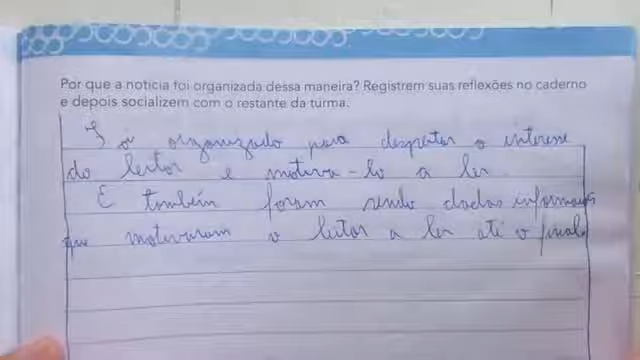 Por que a notícia foi organizada dessa maneira? Registrem suas reflexões no caderno
e depois socializem com o restante da turma.
Foi organizado para despertar o interesse
do leitor e motiva-lo a ler.
E também foram sendo dadas informações
que motivaram o leitor a ler até o final.